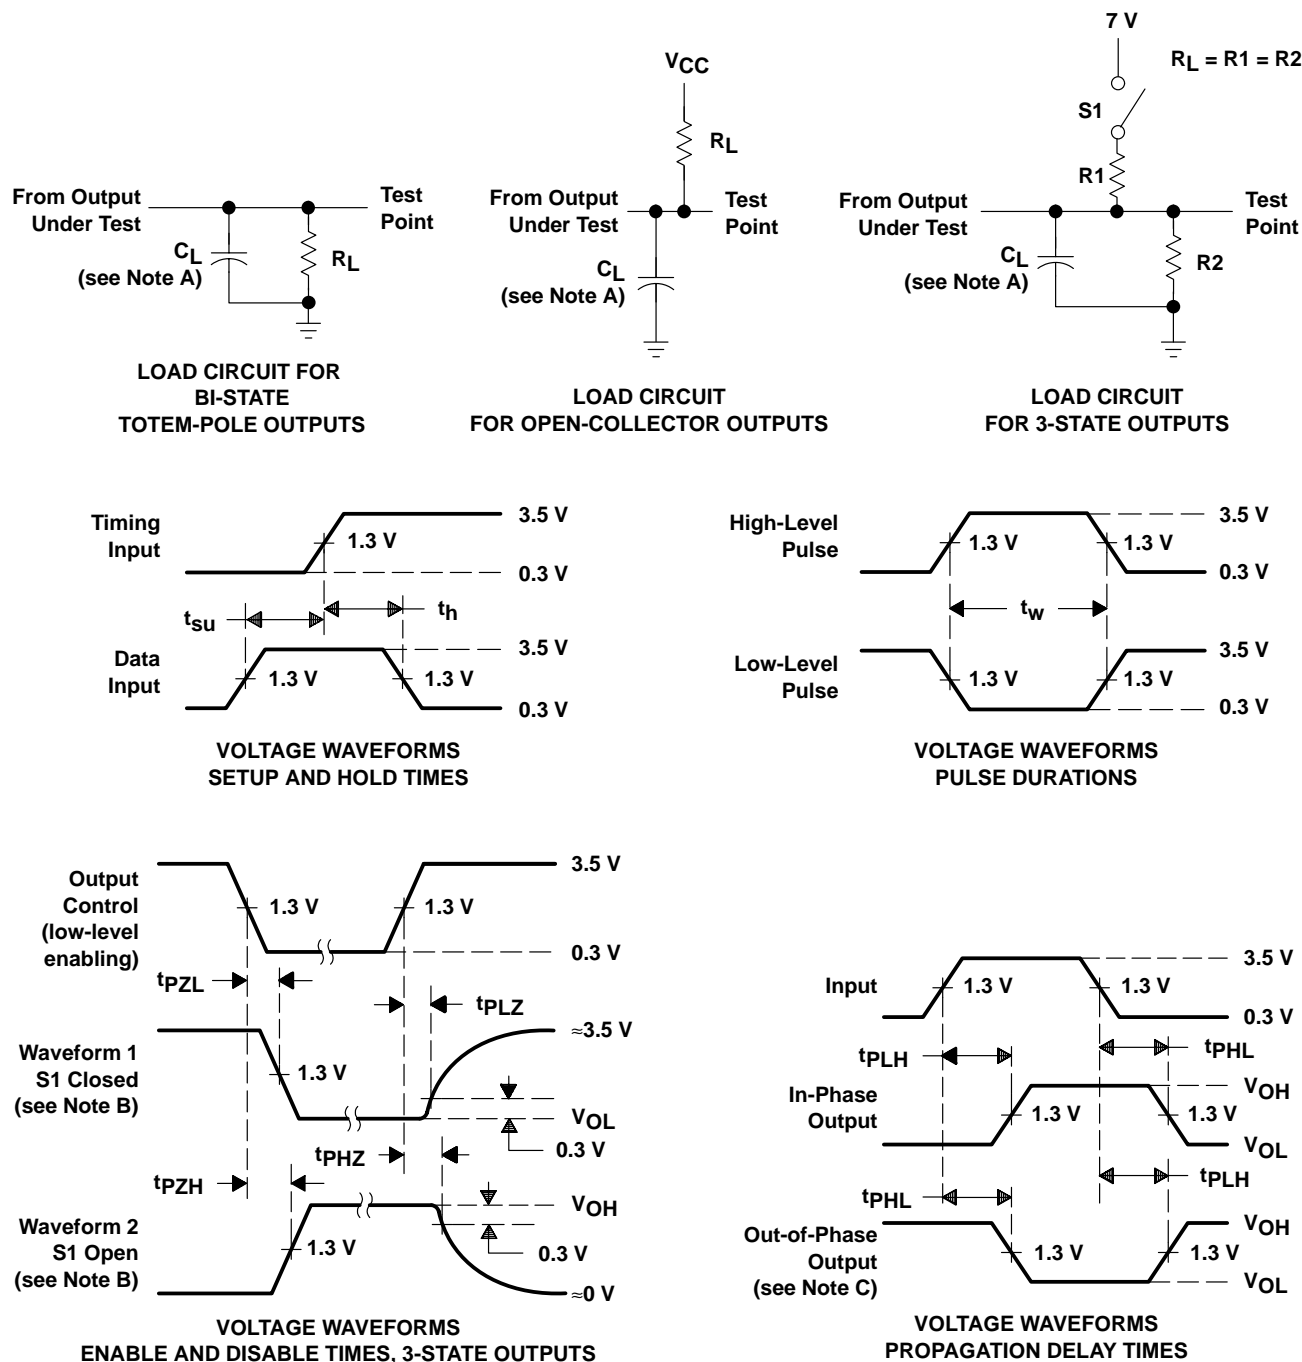 7 V
RL = R1 = R2
VCC
S1
RL
R1
From Output
Under Test
Test
Point
CL
(see Note A)
RL
From Output
Under Test
Test
Point
CL
(see Note A)
From Output
Under Test
Test
Point
CL
(see Note A)
R2
LOAD CIRCUIT FOR
BI-STATE
TOTEM-POLE OUTPUTS
LOAD CIRCUIT
FOR OPEN-COLLECTOR OUTPUTS
LOAD CIRCUIT
FOR 3-STATE OUTPUTS
Timing
Input
1.3 V
3.5 V
0.3 V
tsu
th
Data
Input
1.3 V
1.3 V
3.5 V
0.3 V
VOLTAGE WAVEFORMS
SETUP AND HOLD TIMES
High-Level
Pulse
1.3 V
1.3 V
3.5 V
0.3 V
tw
Low-Level
Pulse
1.3 V
1.3 V
3.5 V
0.3 V
VOLTAGE WAVEFORMS
PULSE DURATIONS
Output
Control
(low-level
enabling)
1.3 V
1.3 V
3.5 V
0.3 V
tPZL
tPLZ
Waveform 1
S1 Closed
(see Note B)
1.3 V
≈3.5 V
VOL
0.3 V
tPHZ
tPZH
Waveform 2
S1 Open
(see Note B)
1.3 V
VOH
0.3 V
≈0 V
VOLTAGE WAVEFORMS
ENABLE AND DISABLE TIMES, 3-STATE OUTPUTS
Input
1.3 V
1.3 V
3.5 V
0.3 V
tPLH
tPHL
In-Phase
Output
1.3 V
1.3 V
VOH
VOL
tPHL
tPLH
Out-of-Phase
Output
(see Note C)
1.3 V
1.3 V
VOH
VOL
VOLTAGE WAVEFORMS
PROPAGATION DELAY TIMES